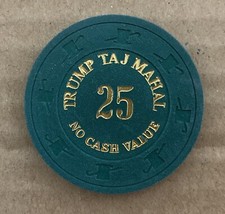 TRUMP TAJ MAHAL
25
NO CASH VALUE